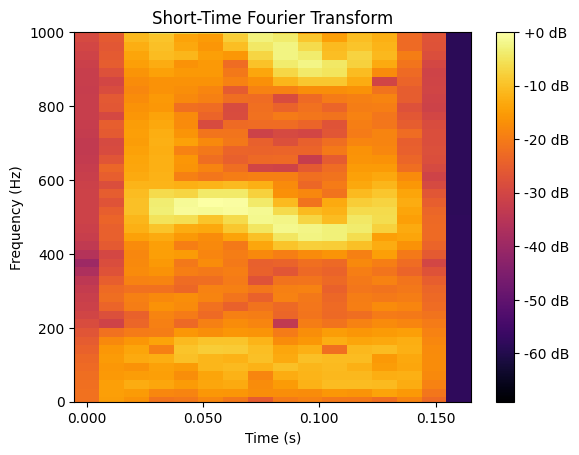 Short-Time Fourier Transform
1000
800
600
400
200
0
Frequency (Hz)
0.000
0.050
0.100
0.150
Time (s)
+0 dB
-10 dB
-20 dB
-30 dB
-40 dB
-50 dB
-60 dB